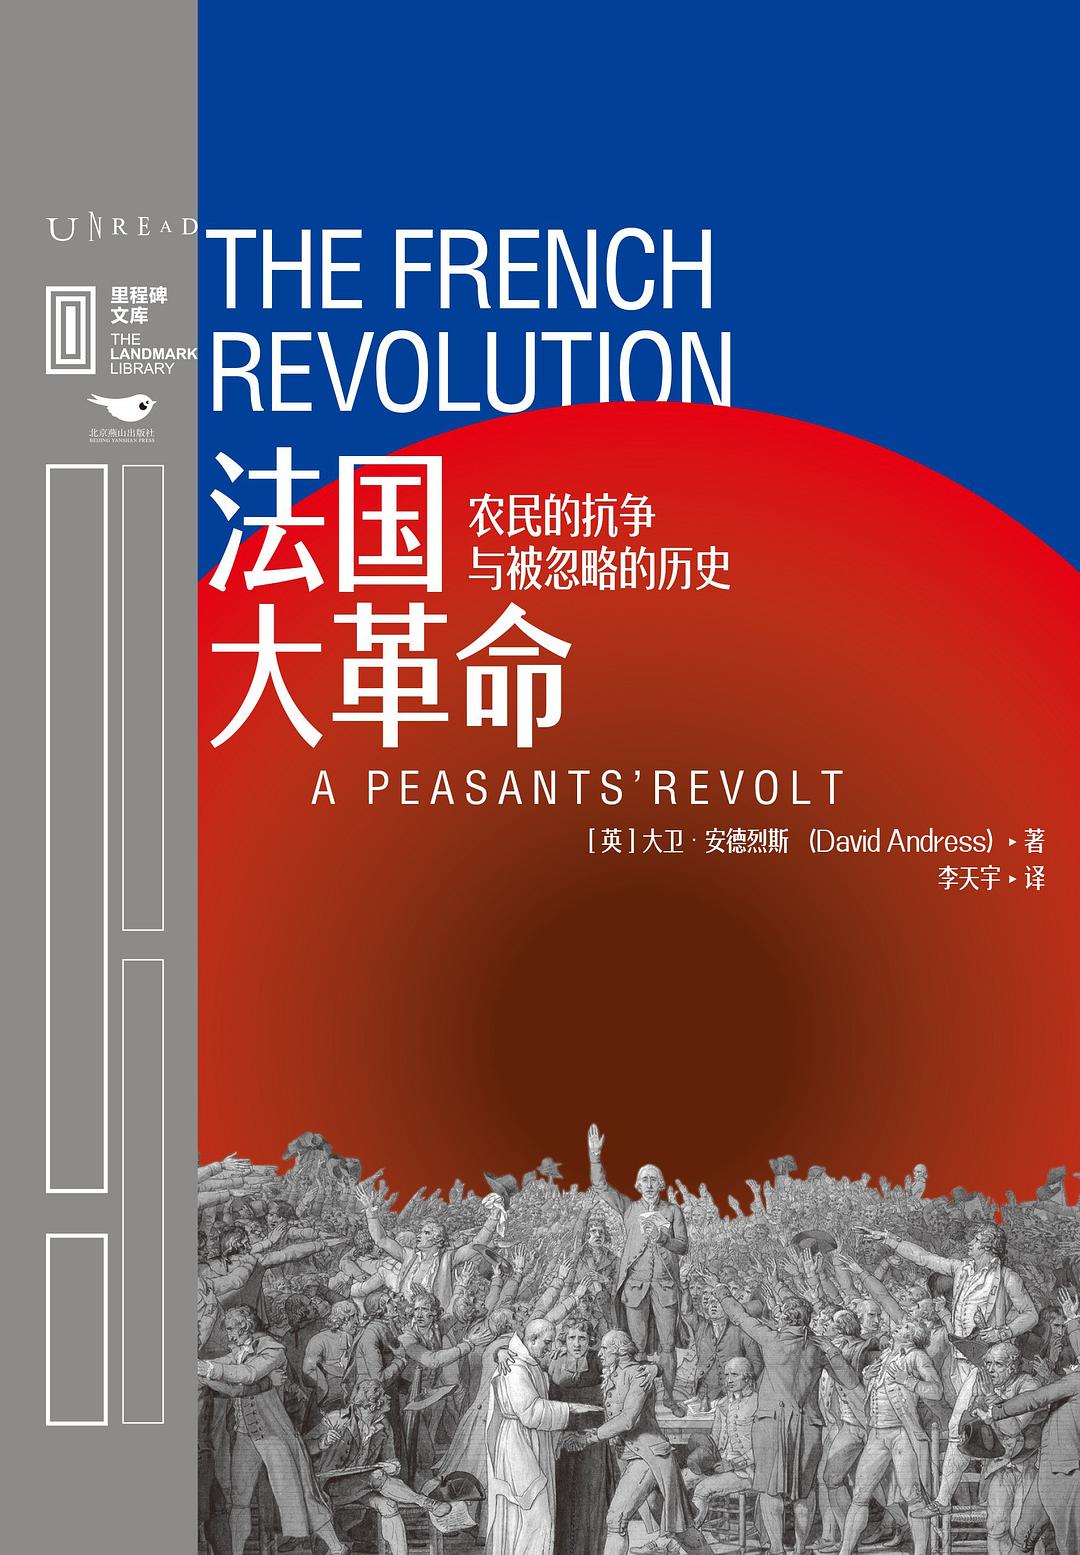 UNREAD
里程碑
文库
THE
LANDMARK
LIBRARY
北京燕山出版社
BEIJING YANSHAN PRESS
THE FRENCH
REVOLUTION
法国
大革命
农民的抗争
与被忽略的历史
A PEASANTS’REVOLT
[英]大卫·安德烈斯 (David Andress) ▸ 著
李天宇 ▸ 译